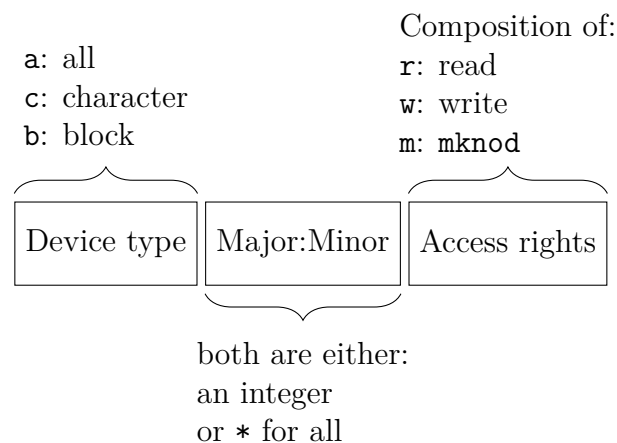 a: all
c: character
b: block
Composition of:
r: read
w: write
m: mknod
Device type
Major:Minor
Access rights
both are either:
an integer
or * for all